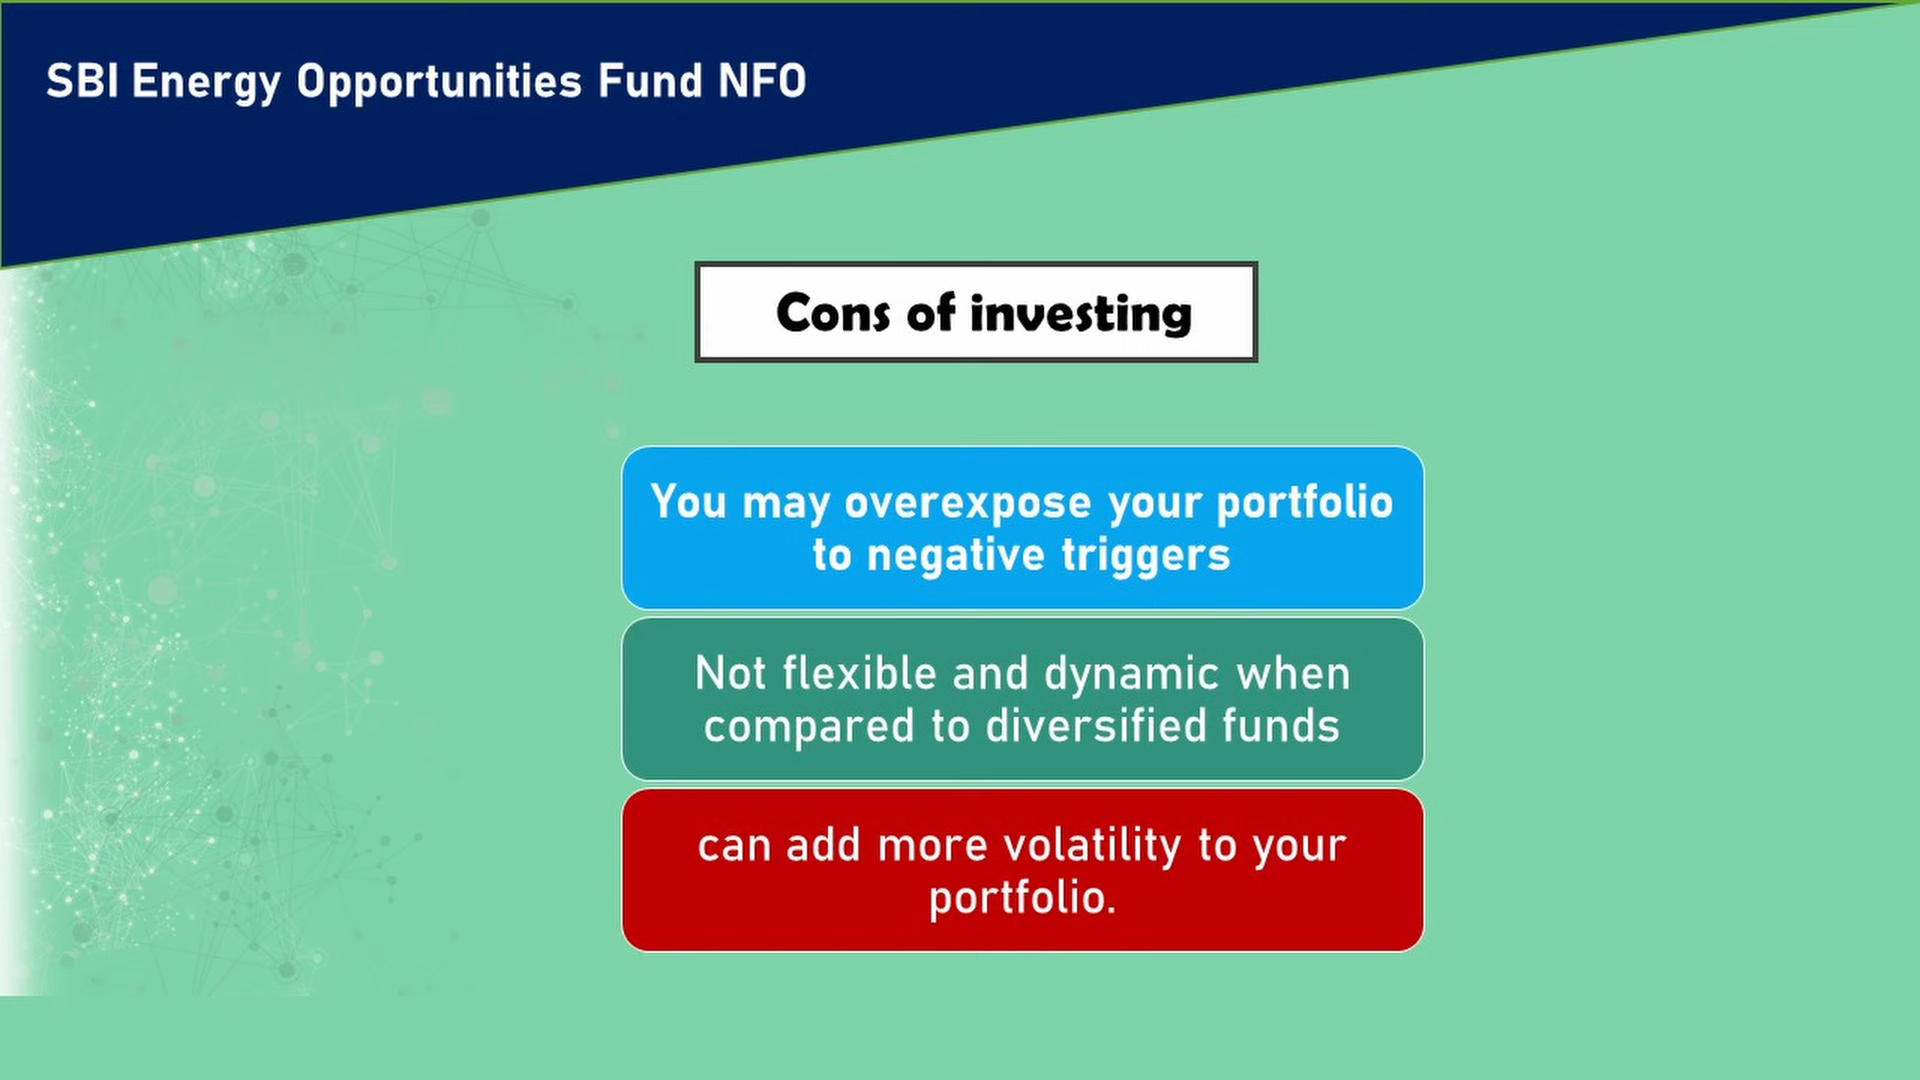 SBI Energy Opportunities Fund NFO
Cons of investing
You may overexpose your portfolio
to negative triggers
Not flexible and dynamic when
compared to diversified funds
can add more volatility to your
portfolio.